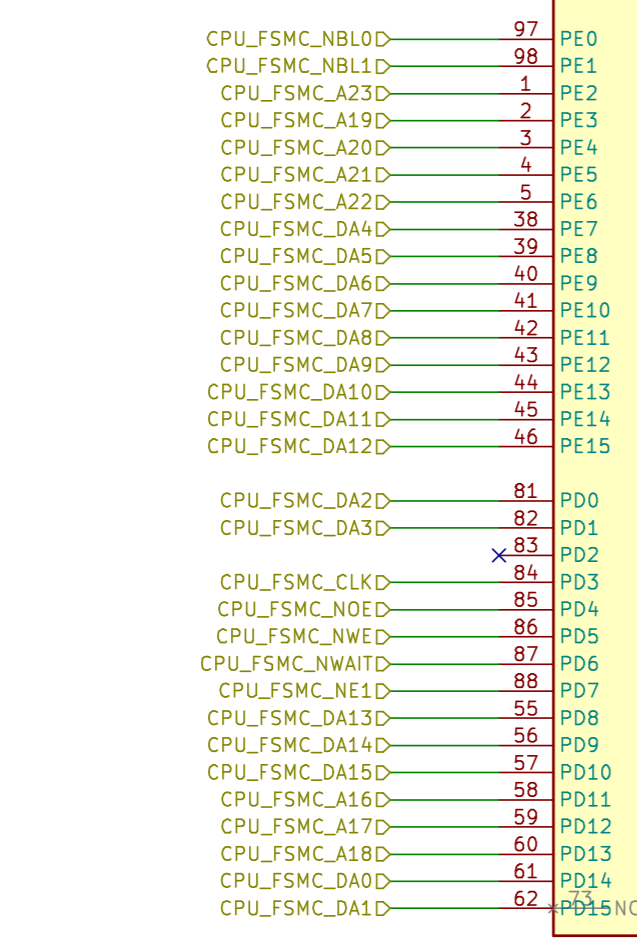 CPU_FSMC_NBL0 97 PE0
CPU_FSMC_NBL1 98 PE1
CPU_FSMC_A23 1 PE2
CPU_FSMC_A19 2 PE3
CPU_FSMC_A20 3 PE4
CPU_FSMC_A21 4 PE5
CPU_FSMC_A22 5 PE6
CPU_FSMC_DA4 38 PE7
CPU_FSMC_DA5 39 PE8
CPU_FSMC_DA6 40 PE9
CPU_FSMC_DA7 41 PE10
CPU_FSMC_DA8 42 PE11
CPU_FSMC_DA9 43 PE12
CPU_FSMC_DA10 44 PE13
CPU_FSMC_DA11 45 PE14
CPU_FSMC_DA12 46 PE15
CPU_FSMC_DA2 81 PD0
CPU_FSMC_DA3 82 PD1
83 PD2
CPU_FSMC_CLK 84 PD3
CPU_FSMC_NOE 85 PD4
CPU_FSMC_NWE 86 PD5
CPU_FSMC_NWAIT 87 PD6
CPU_FSMC_NE1 88 PD7
CPU_FSMC_DA13 55 PD8
CPU_FSMC_DA14 56 PD9
CPU_FSMC_DA15 57 PD10
CPU_FSMC_A16 58 PD11
CPU_FSMC_A17 59 PD12
CPU_FSMC_A18 60 PD13
CPU_FSMC_DA0 61 PD14
CPU_FSMC_DA1 62 PD15 73